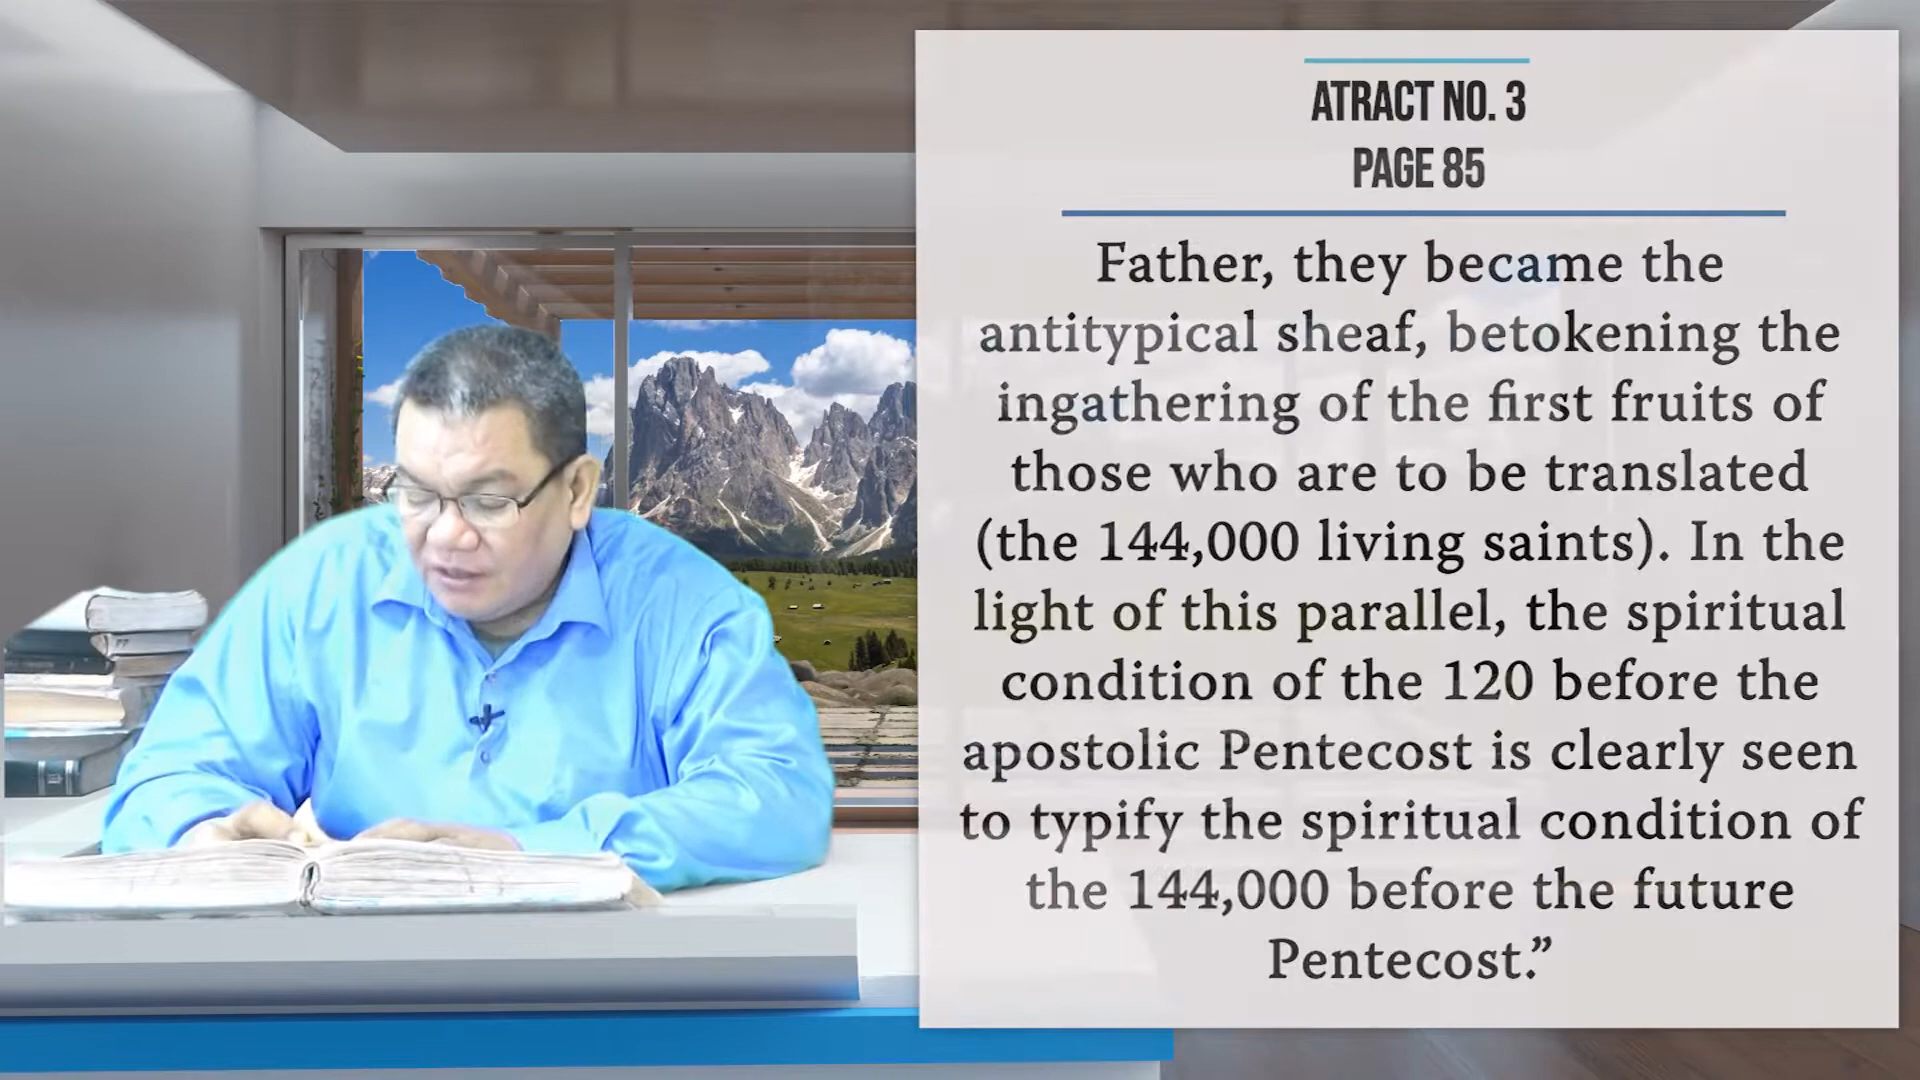 ATRACT NO. 3
PAGE 85
Father, they became the
antitypical sheaf, betokening the
ingathering of the first fruits of
those who are to be translated
(the 144,000 living saints). In the
light of this parallel, the spiritual
condition of the 120 before the
apostolic Pentecost is clearly seen
to typify the spiritual condition of
the 144,000 before the future
Pentecost.”